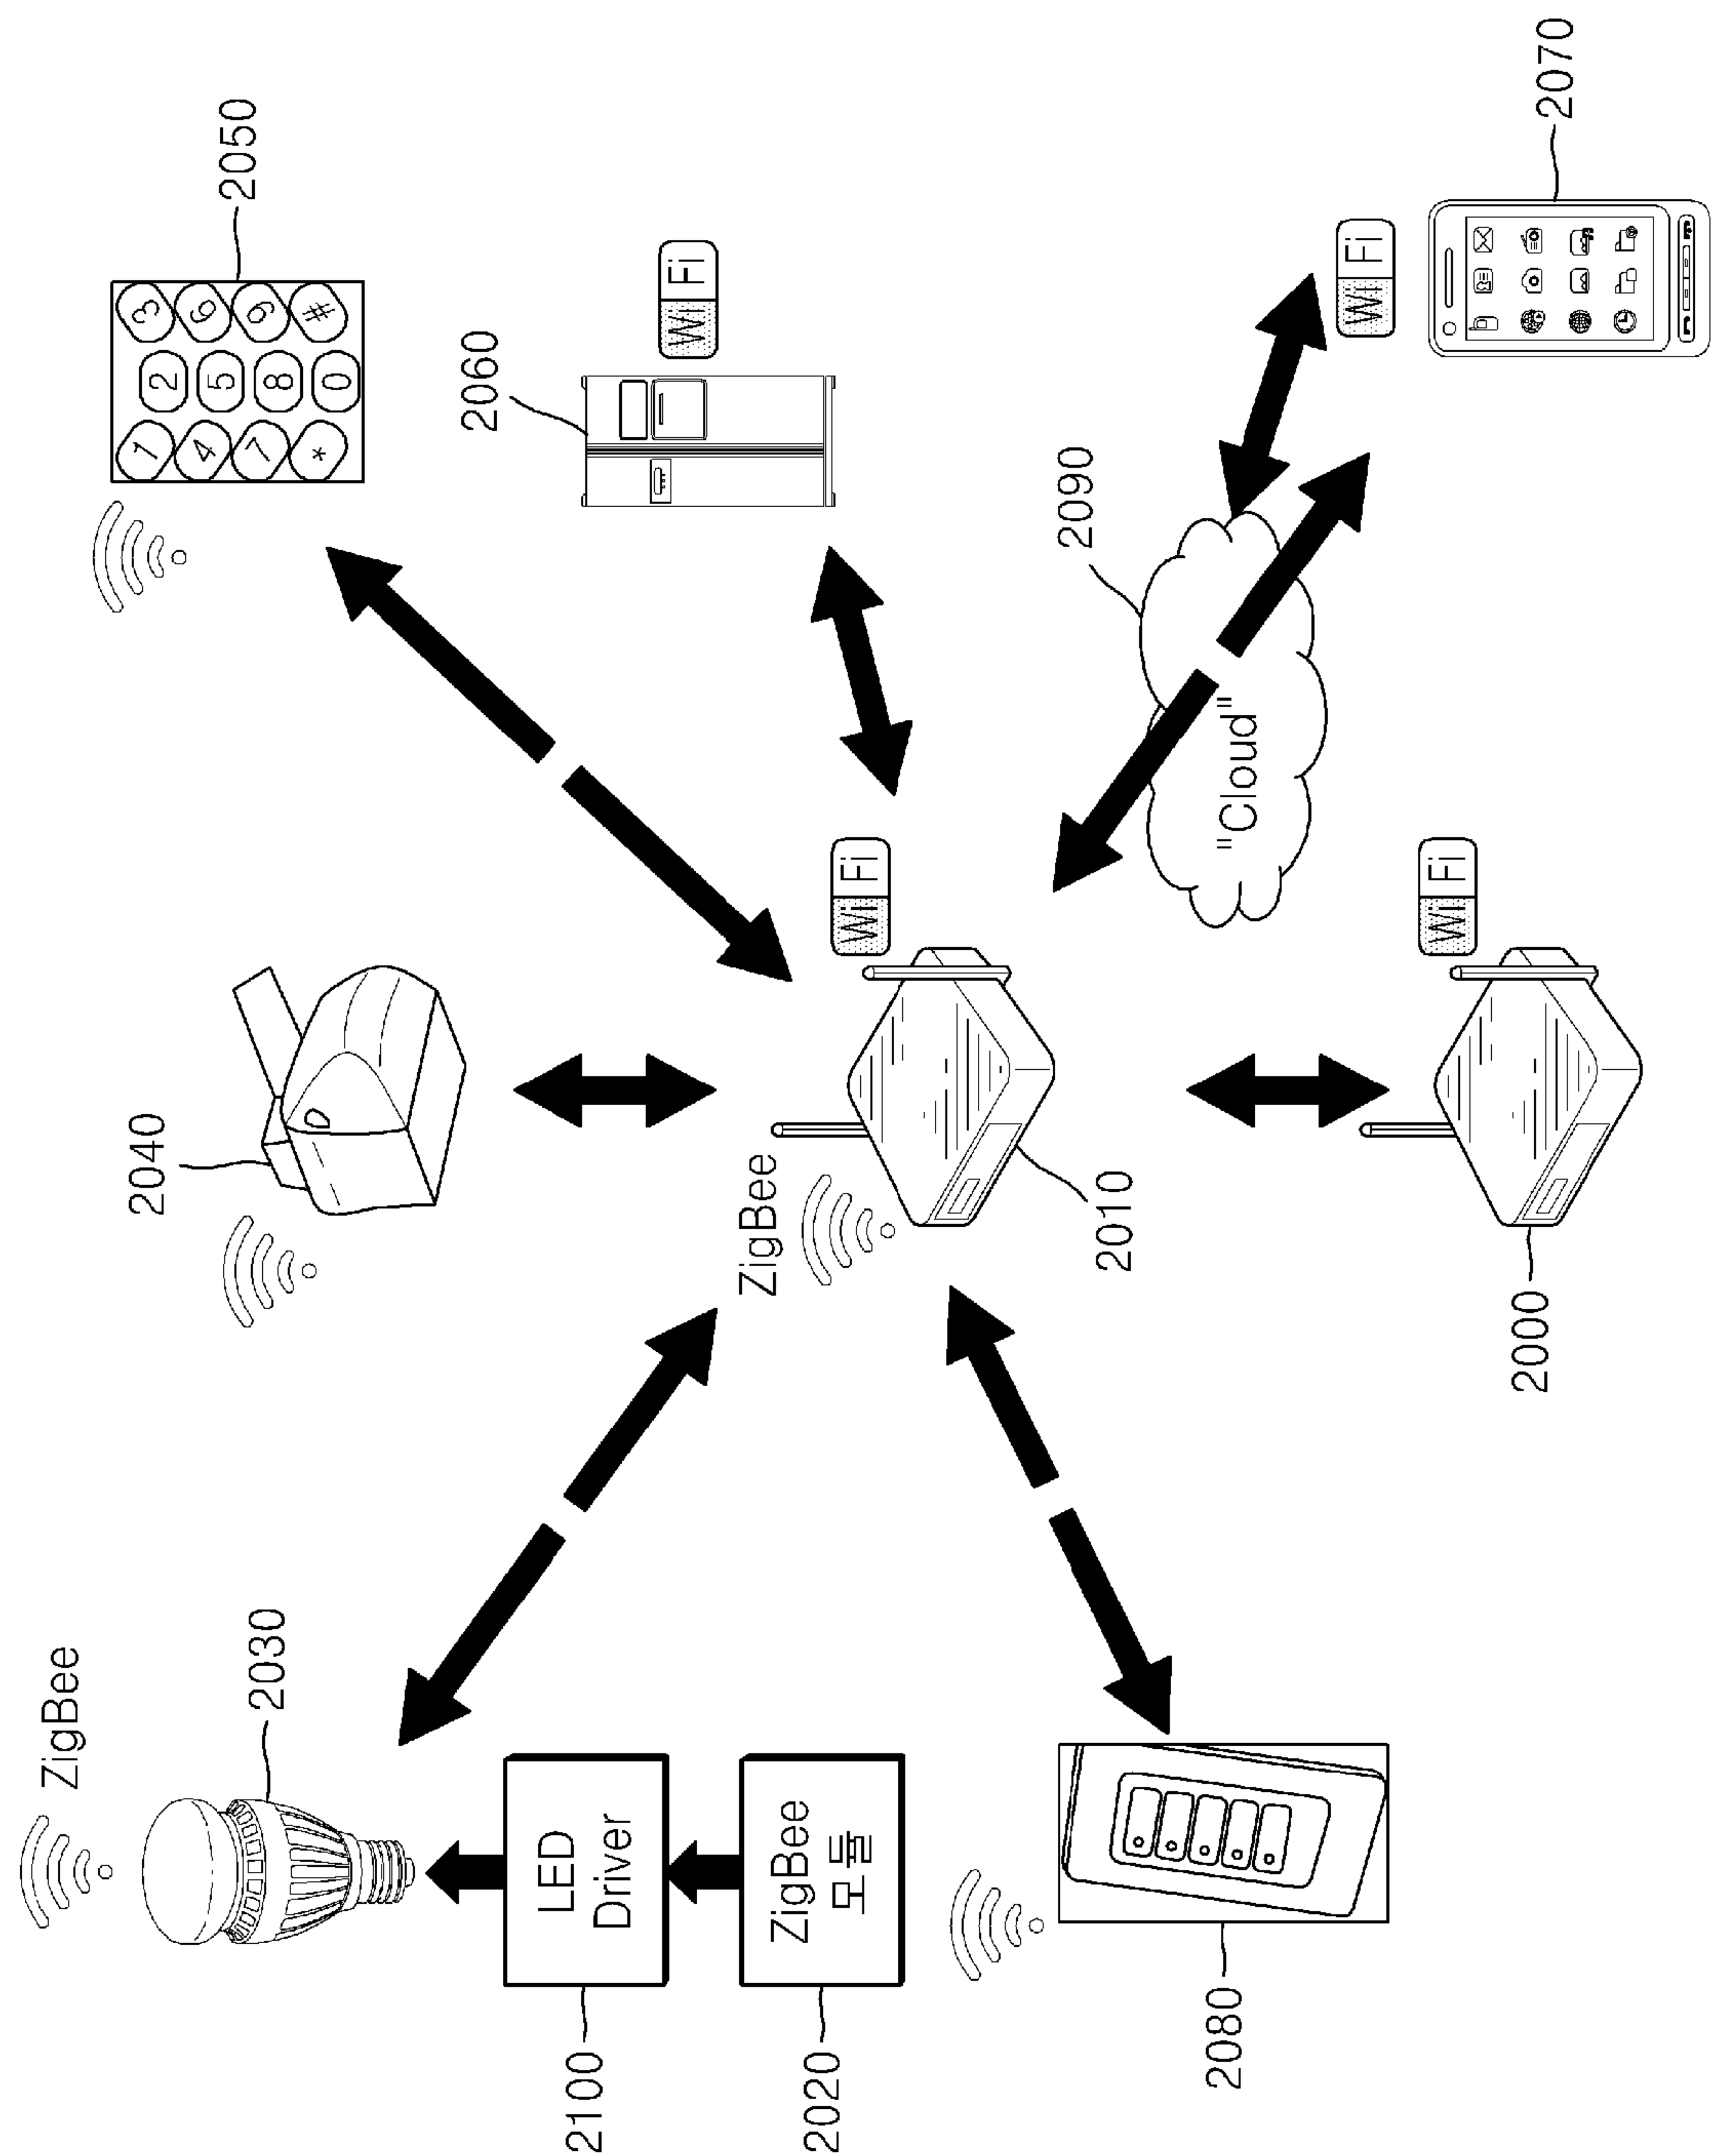 ZigBee
2030
2040
2050
1 2 3
4 5 6
7 8 9
* 0 #
2060
Wi Fi
2100
LED
Driver
2020
ZigBee
모듈
ZigBee
Wi Fi
2010
2090
"Cloud"
2080
Wi Fi
2000
Wi Fi
2070